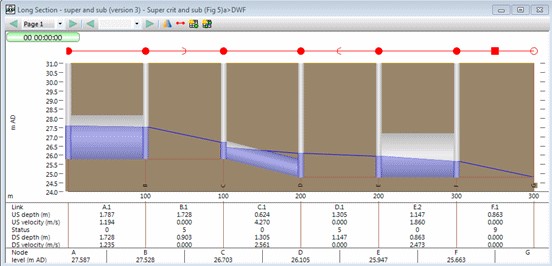 Long Section - super and sub (version 3) - Super crit and sub (Fig 5)a>DWF
Page 1
00 00:00:00
m AD
31.0
30.5
30.0
29.5
29.0
28.5
28.0
27.5
27.0
26.5
26.0
25.5
25.0
24.5
24.0
B C D E F
m 100 100 200 200 300 300
Link A.1 B.1 C.1 D.1 E.2 F.1
US depth (m) 1.787 1.728 0.624 1.305 1.147 0.863
US velocity (m/s) 1.194 0.000 4.270 0.000 1.860 0.000
Status 0 S 0 S 0 9
DS depth (m) 1.728 0.903 1.305 1.147 0.863 0.000
DS velocity (m/s) 1.235 0.000 2.561 0.000 2.473 0.000
Node A B C D E F G
level (m AD) 27.587 27.528 26.703 26.105 25.947 25.663